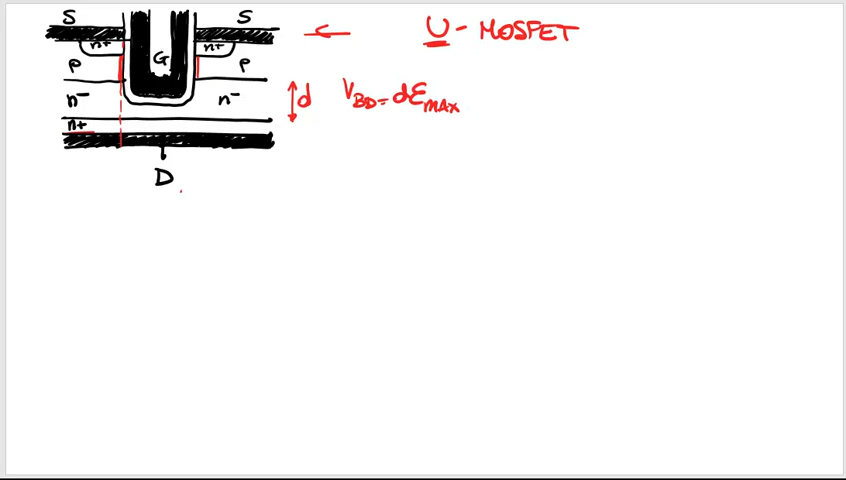 S S U - MOSFET
n+ G n+
P P
n⁻ n⁻ d V_BD = dE_MAX
n+
D